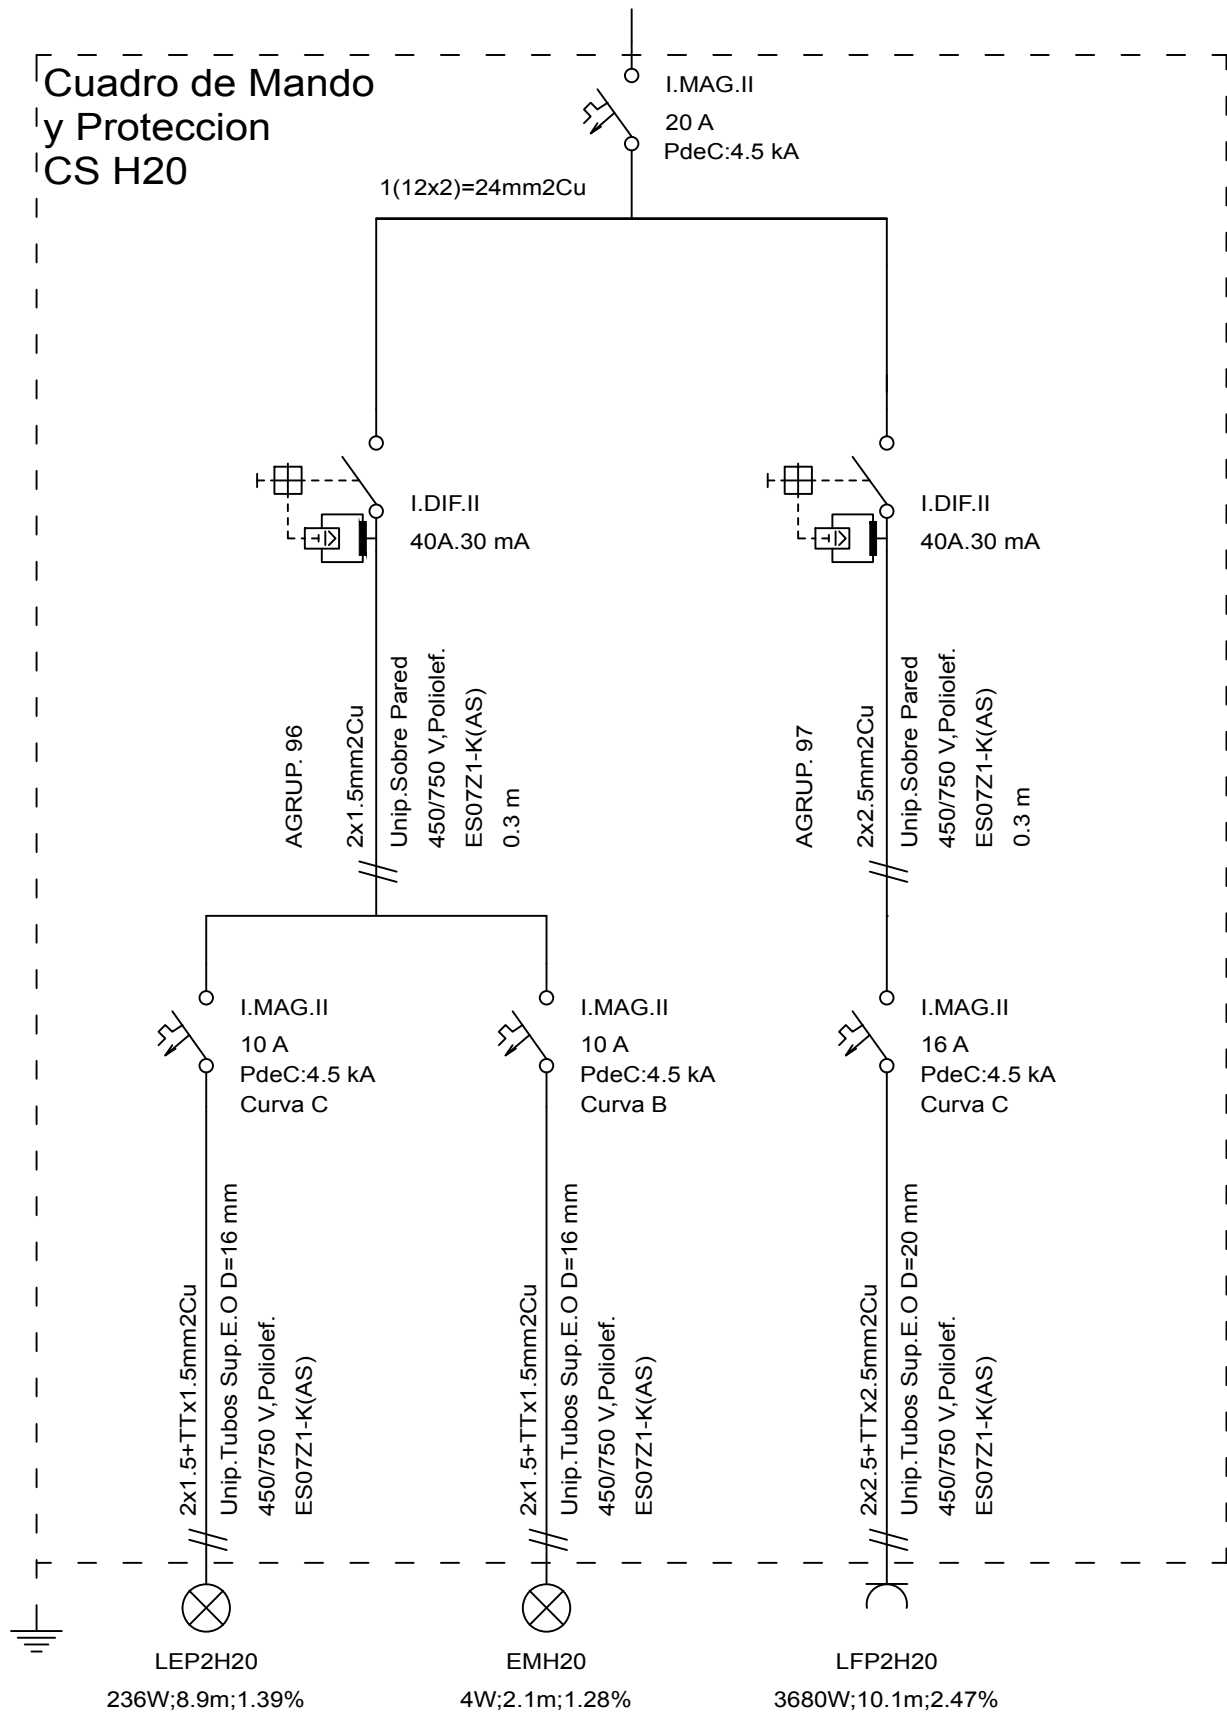 Cuadro de Mando
y Proteccion
CS H20
I.MAG.II
20 A
PdeC:4.5 kA
1(12x2)=24mm2Cu
I.DIF.II
40A.30 mA
I.DIF.II
40A.30 mA
AGRUP. 96
2x1.5mm2Cu
Unip.Sobre Pared
450/750 V,Poliolef.
ES07Z1-K(AS)
0.3 m
AGRUP. 97
2x2.5mm2Cu
Unip.Sobre Pared
450/750 V,Poliolef.
ES07Z1-K(AS)
0.3 m
I.MAG.II
10 A
PdeC:4.5 kA
Curva C
I.MAG.II
10 A
PdeC:4.5 kA
Curva B
I.MAG.II
16 A
PdeC:4.5 kA
Curva C
2x1.5+TTx1.5mm2Cu
Unip.Tubos Sup.E.O D=16 mm
450/750 V,Poliolef.
ES07Z1-K(AS)
2x1.5+TTx1.5mm2Cu
Unip.Tubos Sup.E.O D=16 mm
450/750 V,Poliolef.
ES07Z1-K(AS)
2x2.5+TTx2.5mm2Cu
Unip.Tubos Sup.E.O D=20 mm
450/750 V,Poliolef.
ES07Z1-K(AS)
LEP2H20
236W;8.9m;1.39%
EMH20
4W;2.1m;1.28%
LFP2H20
3680W;10.1m;2.47%